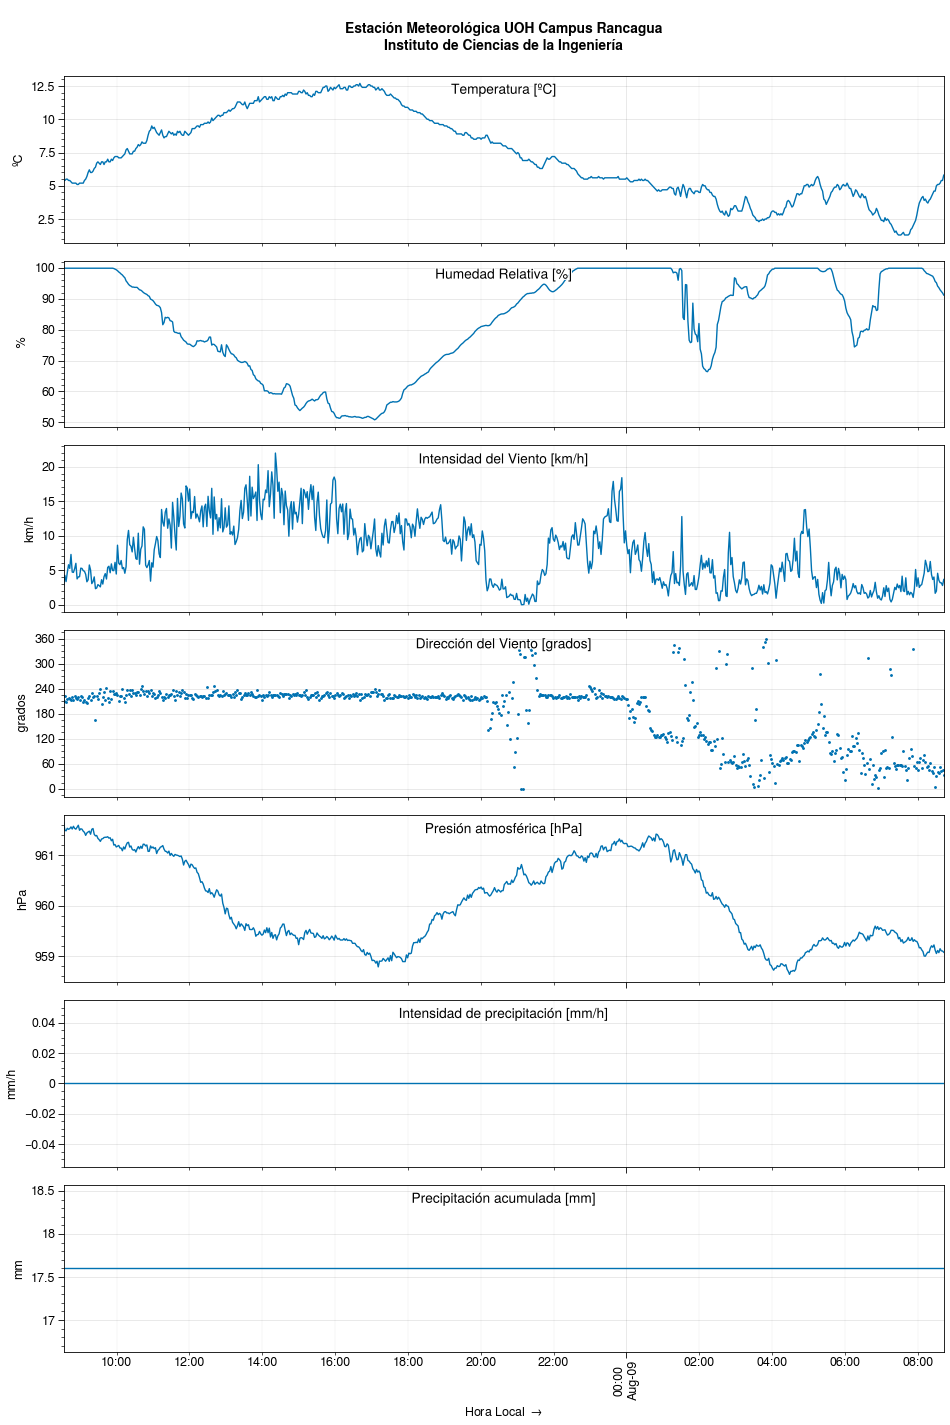 Estación Meteorológica UOH Campus Rancagua
Instituto de Ciencias de la Ingeniería
Temperatura [ºC]
ºC
12.5
10
7.5
5
2.5
Humedad Relativa [%]
%
100
90
80
70
60
50
Intensidad del Viento [km/h]
km/h
20
15
10
5
0
Dirección del Viento [grados]
grados
360
300
240
180
120
60
0
Presión atmosférica [hPa]
hPa
961
960
959
Intensidad de precipitación [mm/h]
mm/h
0.04
0.02
0
−0.02
−0.04
Precipitación acumulada [mm]
mm
18.5
18
17.5
17
10:00 12:00 14:00 16:00 18:00 20:00 22:00 00:00 02:00 04:00 06:00 08:00
Aug-09
Hora Local →